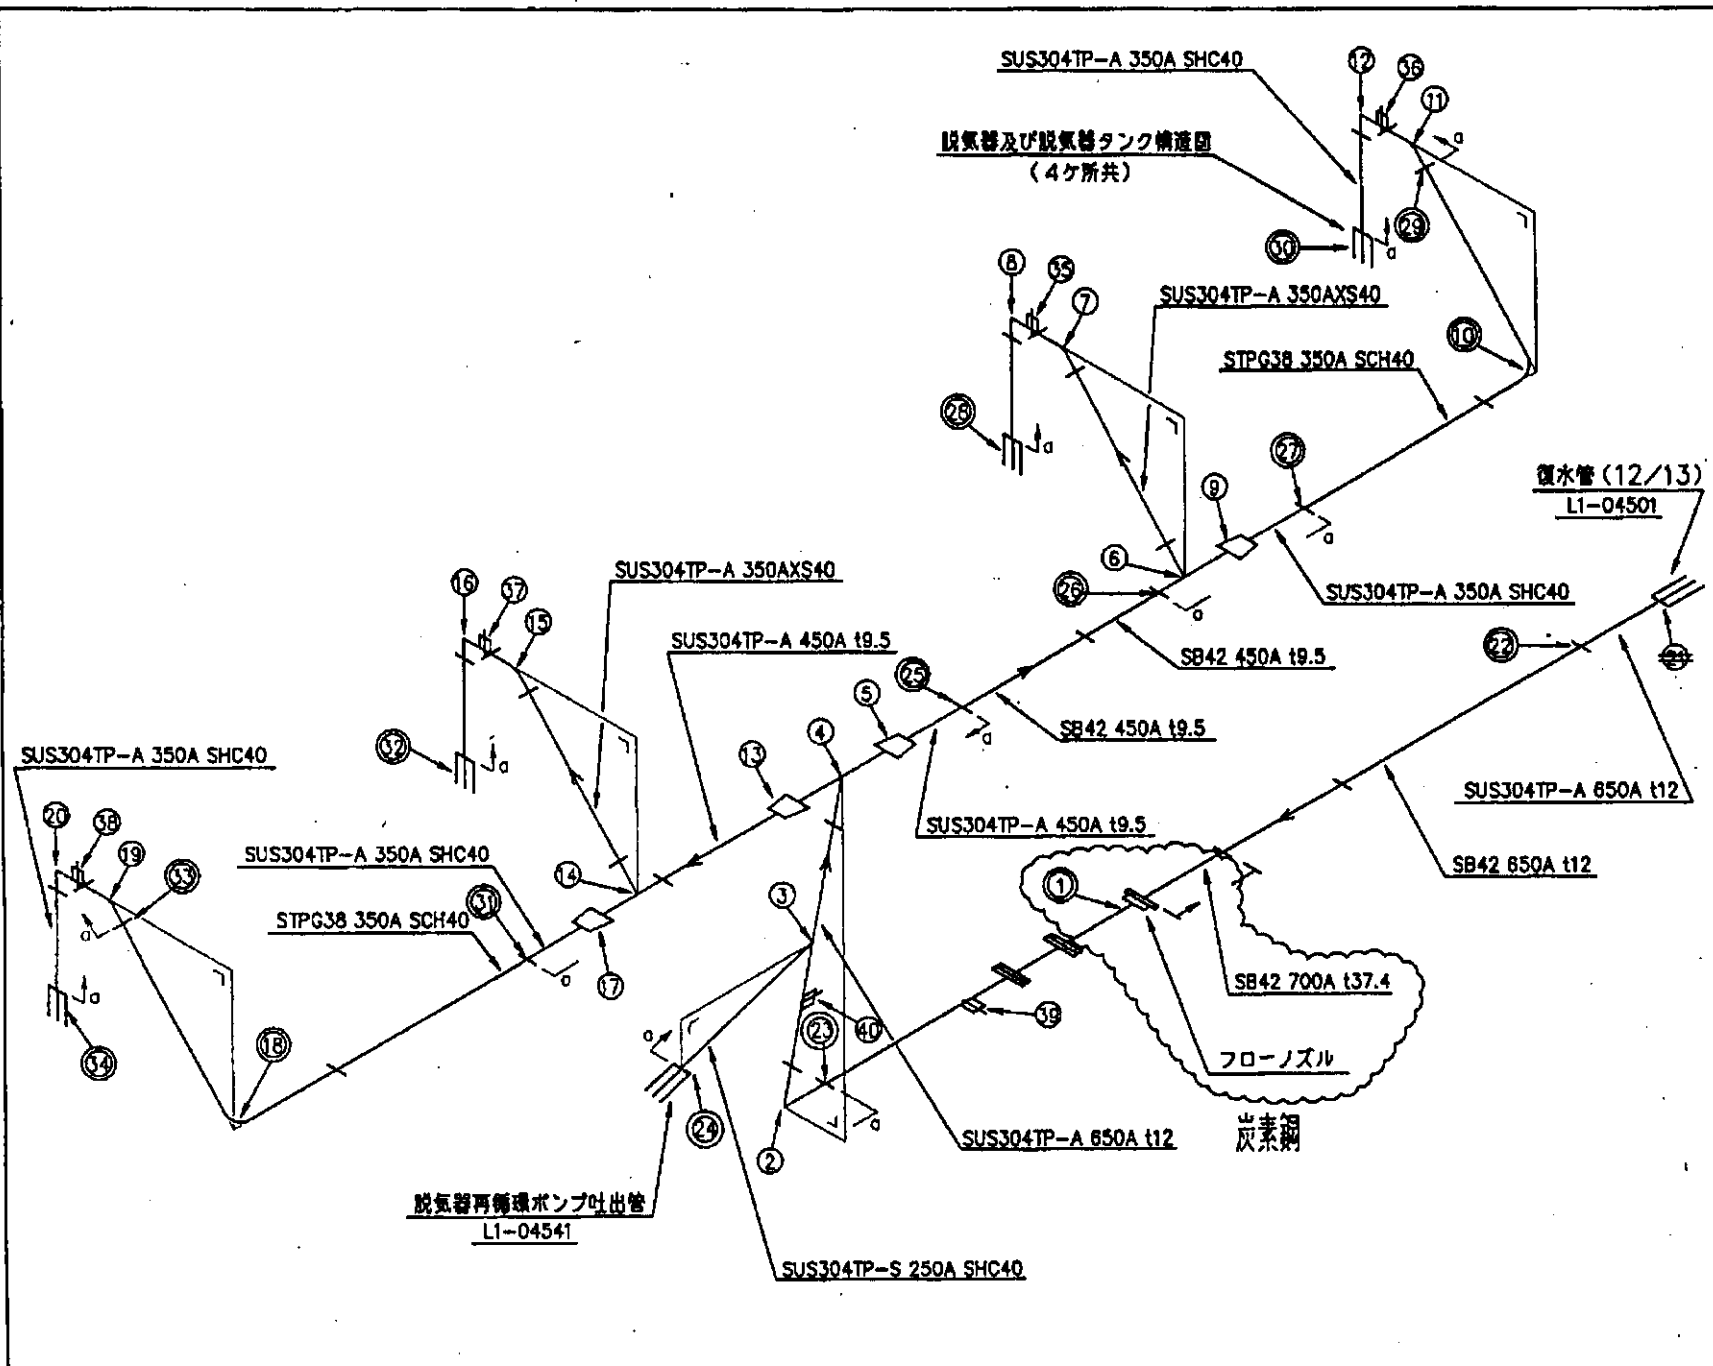 SUS304TP-A 350A SHC40
12
36
11
脱気器及び脱気器タンク構造図
(4ケ所共)
a
29
30
a
8
35
7
SUS304TP-A 350AXS40
10
STPG38 350A SCH40
28
a
27
復水管(12/13)
L1-04501
9
a
6
SUS304TP-A 350A SHC40
26
a
SUS304TP-A 350AXS40
16
37
15
SUS304TP-A 450A t9.5
SB42 450A t9.5
22
21
25
5
SB42 450A t9.5
a
4
13
32
a
SUS304TP-A 350A SHC40
SUS304TP-A 650A t12
SUS304TP-A 450A t9.5
20
38
19
33
SUS304TP-A 350A SHC40
14
SB42 650A t12
1
STPG38 350A SCH40
31
3
a
a
17
a
SB42 700A t37.4
39
40
23
34
18
a
フローノズル
24
a
炭素鋼
2
SUS304TP-A 650A t12
脱気器再循環ポンプ吐出管
L1-04541
SUS304TP-S 250A SHC40